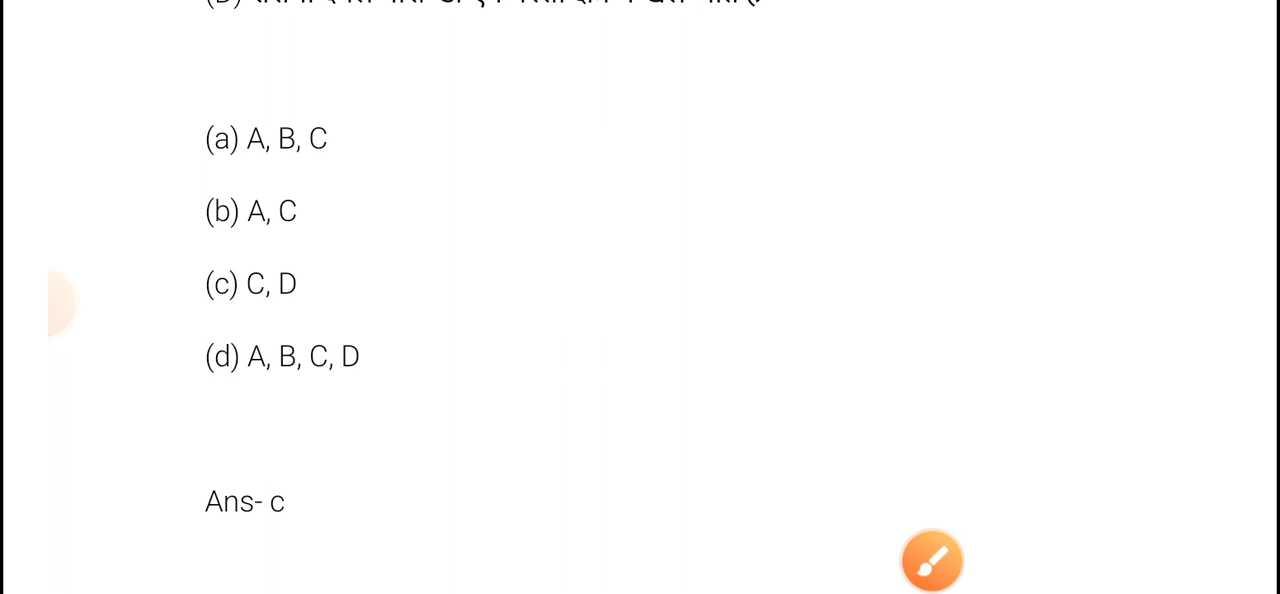 (a) A, B, C
(b) A, C
(c) C, D
(d) A, B, C, D
Ans- c